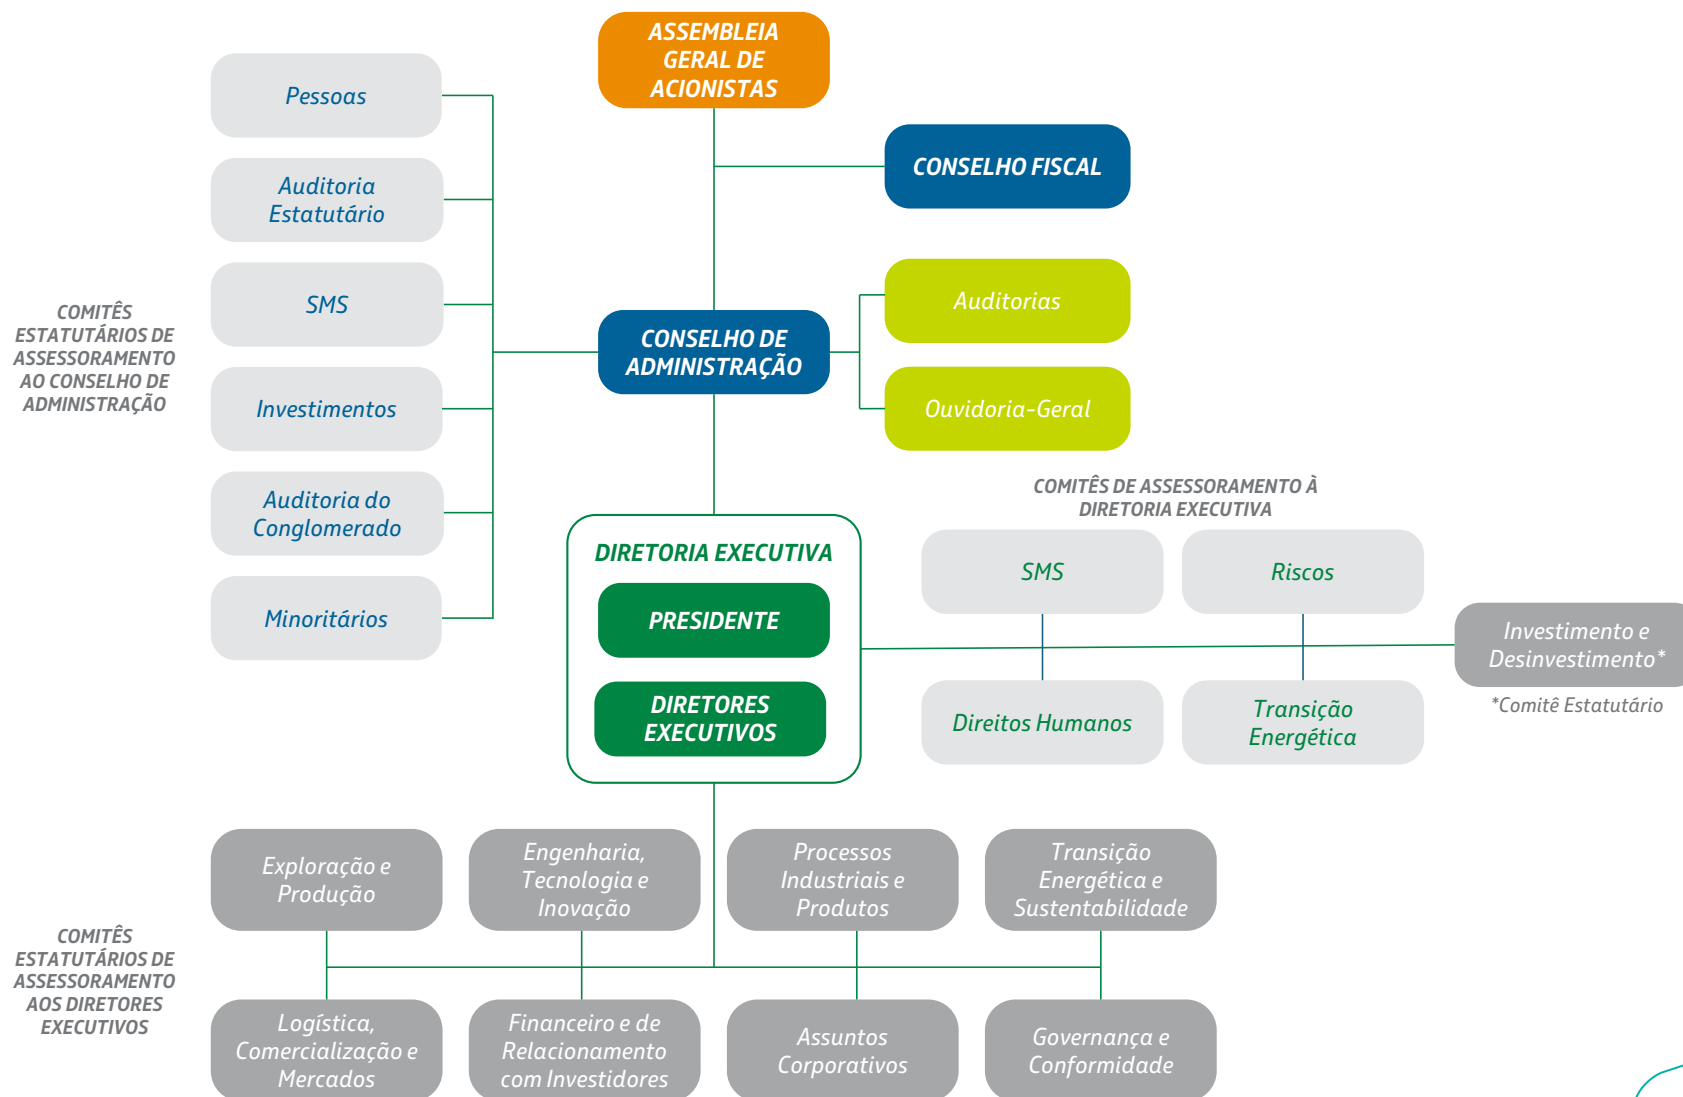 ASSEMBLEIA
GERAL DE
ACIONISTAS
CONSELHO FISCAL
Pessoas
Auditoria
Estatutário
SMS
Investimentos
Auditoria do
Conglomerado
Minoritários
COMITÊS
ESTATUTÁRIOS DE
ASSESSORAMENTO
AO CONSELHO DE
ADMINISTRAÇÃO
CONSELHO DE
ADMINISTRAÇÃO
Auditorias
Ouvidoria-Geral
COMITÊS DE ASSESSORAMENTO À
DIRETORIA EXECUTIVA
DIRETORIA EXECUTIVA
PRESIDENTE
DIRETORES
EXECUTIVOS
SMS
Riscos
Direitos Humanos
Transição
Energética
Investimento e
Desinvestimento*
*Comitê Estatutário
COMITÊS
ESTATUTÁRIOS DE
ASSESSORAMENTO
AOS DIRETORES
EXECUTIVOS
Exploração e
Produção
Engenharia,
Tecnologia e
Inovação
Processos
Industriais e
Produtos
Transição
Energética e
Sustentabilidade
Logística,
Comercialização e
Mercados
Financeiro e de
Relacionamento
com Investidores
Assuntos
Corporativos
Governança e
Conformidade